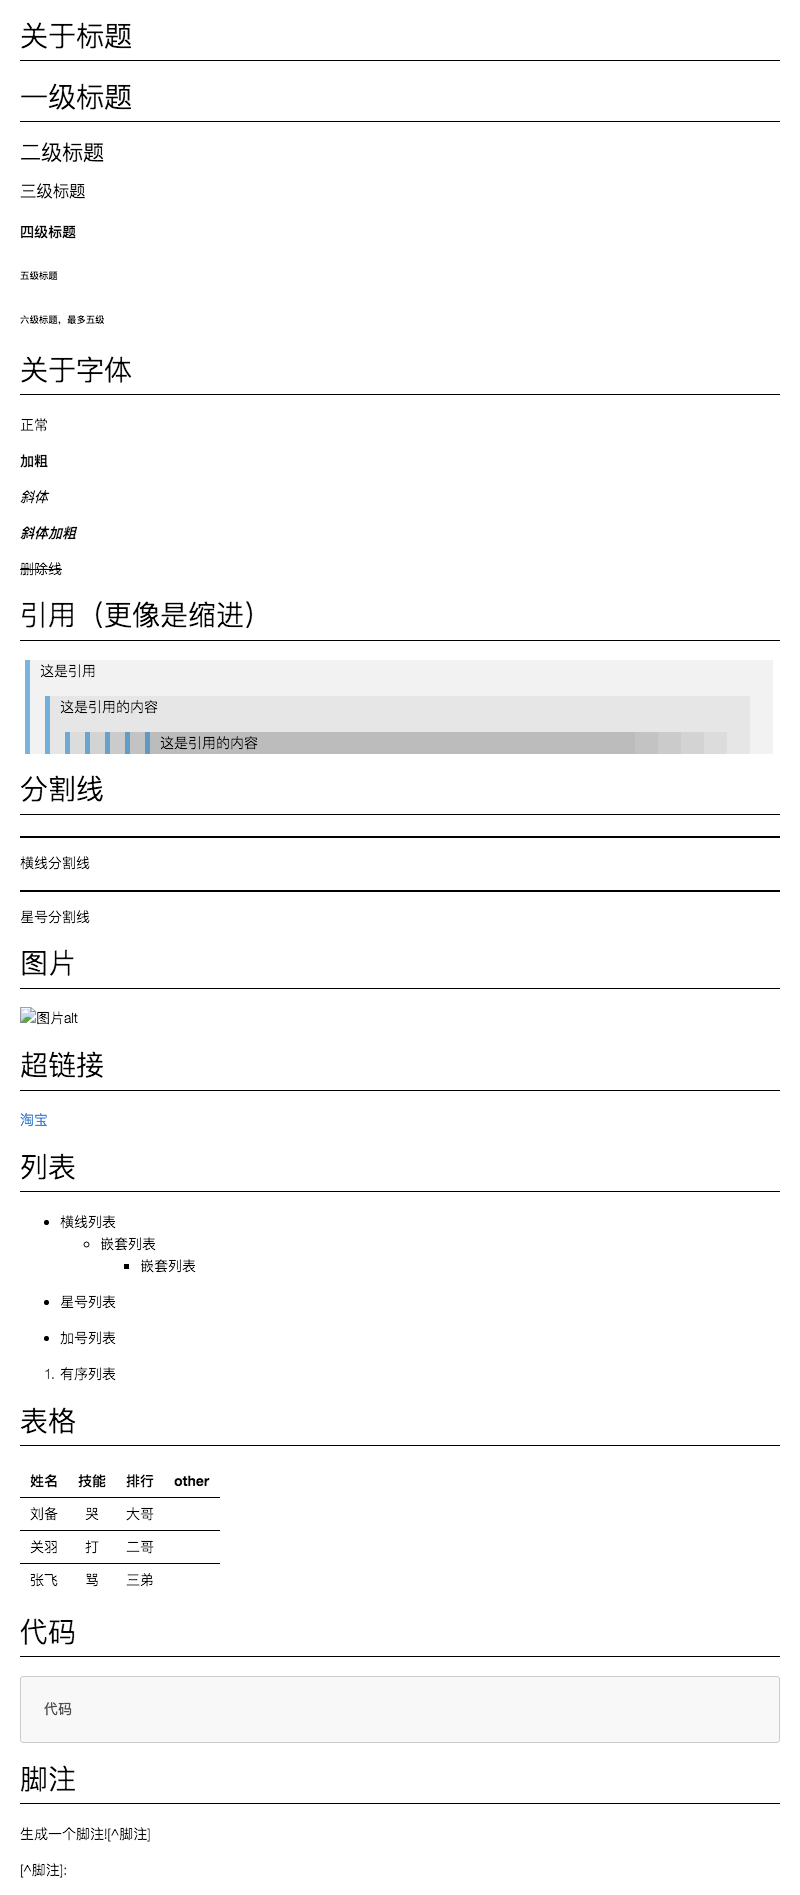 关于标题
一级标题
二级标题
三级标题
四级标题
五级标题
六级标题，最多五级
关于字体
正常
加粗
斜体
斜体加粗
删除线
引用（更像是缩进）
这是引用
这是引用的内容
这是引用的内容
分割线
横线分割线
星号分割线
图片
图片alt
超链接
淘宝
列表
横线列表
嵌套列表
嵌套列表
星号列表
加号列表
1. 有序列表
表格
姓名 技能 排行 other
刘备 哭 大哥
关羽 打 二哥
张飞 骂 三弟
代码
代码
脚注
生成一个脚注![^脚注]
[^脚注]: